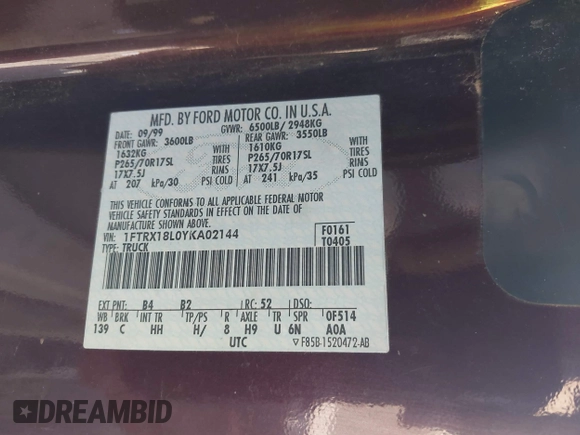 MFD. BY FORD MOTOR CO. IN U.S.A.
DATE: 09/99 GVWR: 6500LB/ 2948KG
FRONT GAWR: 3600LB REAR GAWR: 3550LB
1632KG WITH 1610KG WITH
P265/70R17SL TIRES P265/70R17SL TIRES
17X7.5J RIMS 17X7.5J RIMS
AT 207 kPa/30 PSI COLD AT 241 kPa/35 PSI COLD
THIS VEHICLE CONFORMS TO ALL APPLICABLE FEDERAL MOTOR
VEHICLE SAFETY STANDARDS IN EFFECT ON THE DATE OF
MANUFACTURE SHOWN ABOVE.
VIN: 1FTRX18L0YKA02144 F0161
TYPE: TRUCK T0405
EXT PNT: B4 B2 RC: 52 DSO:
WB BRK INT TR TP/PS R AXLE TR SPR 0F514
139 C HH H/ 8 H9 U 6N A0A
UTC ▽F85B-1520472-AB
DREAMBID